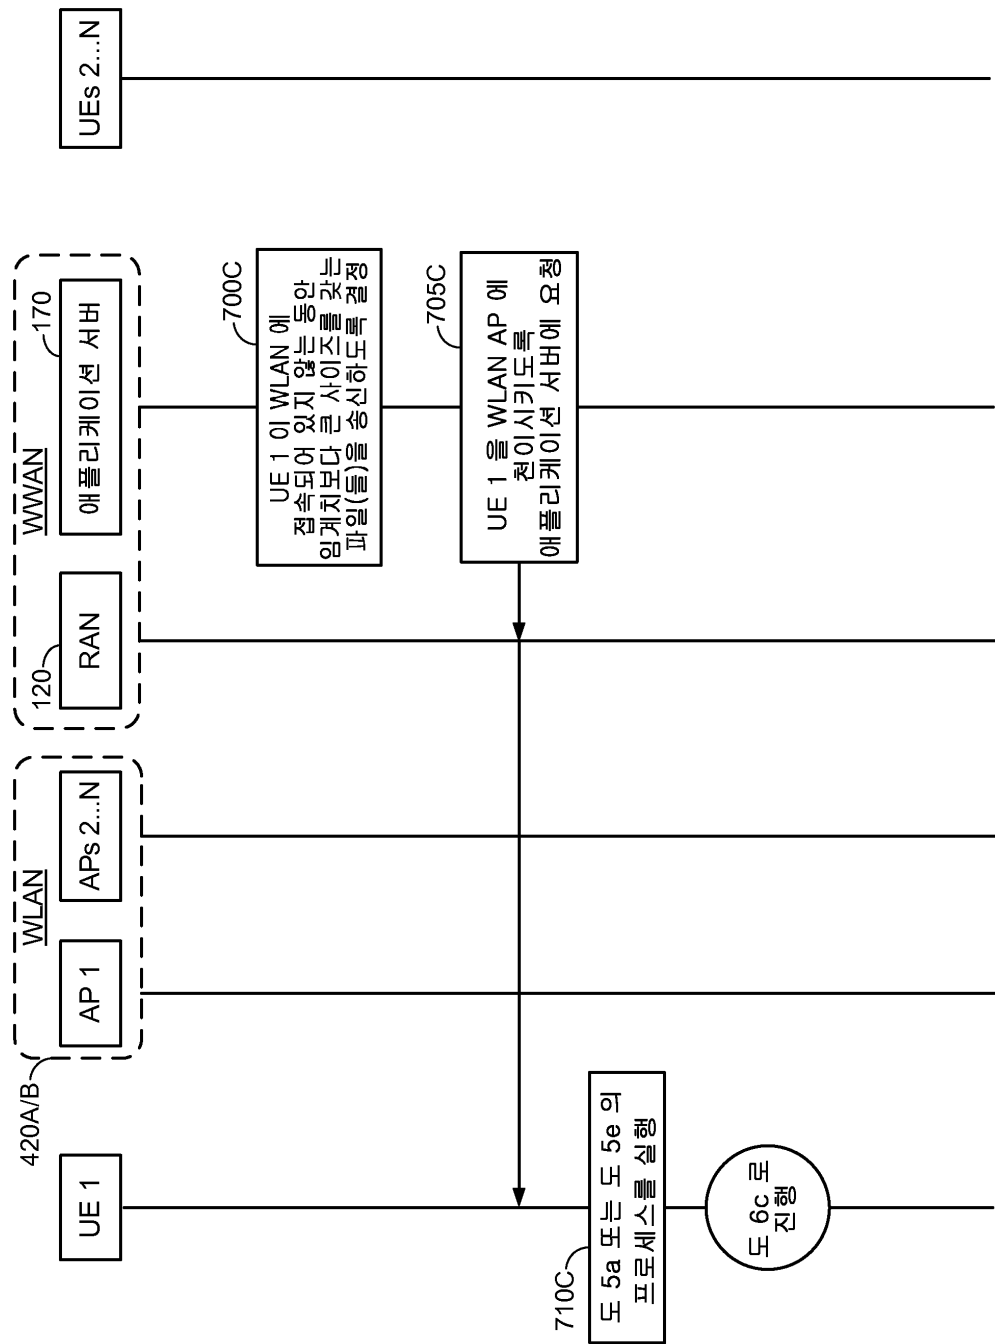 420A/B
WLAN
120
WWAN
170
UE 1
AP 1
APs 2...N
RAN
애플리케이션 서버
UEs 2...N
700C
UE 1 이 WLAN 에
접속되어 있지 않는 동안
임계치보다 큰 사이즈를 갖는
파일(들)을 송신하도록 결정
705C
UE 1 을 WLAN AP 에
천이시키도록
애플리케이션 서버에 요청
710C
도 5a 또는 도 5e 의
프로세스를 실행
도 6c 로
진행